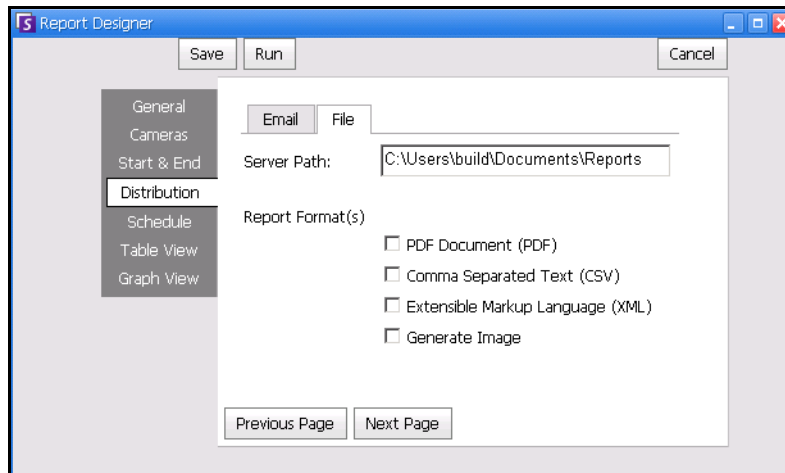 Report Designer
Save Run Cancel
General
Cameras
Start & End
Distribution
Schedule
Table View
Graph View
Email File
Server Path: C:\Users\build\Documents\Reports
Report Format(s)
PDF Document (PDF)
Comma Separated Text (CSV)
Extensible Markup Language (XML)
Generate Image
Previous Page Next Page